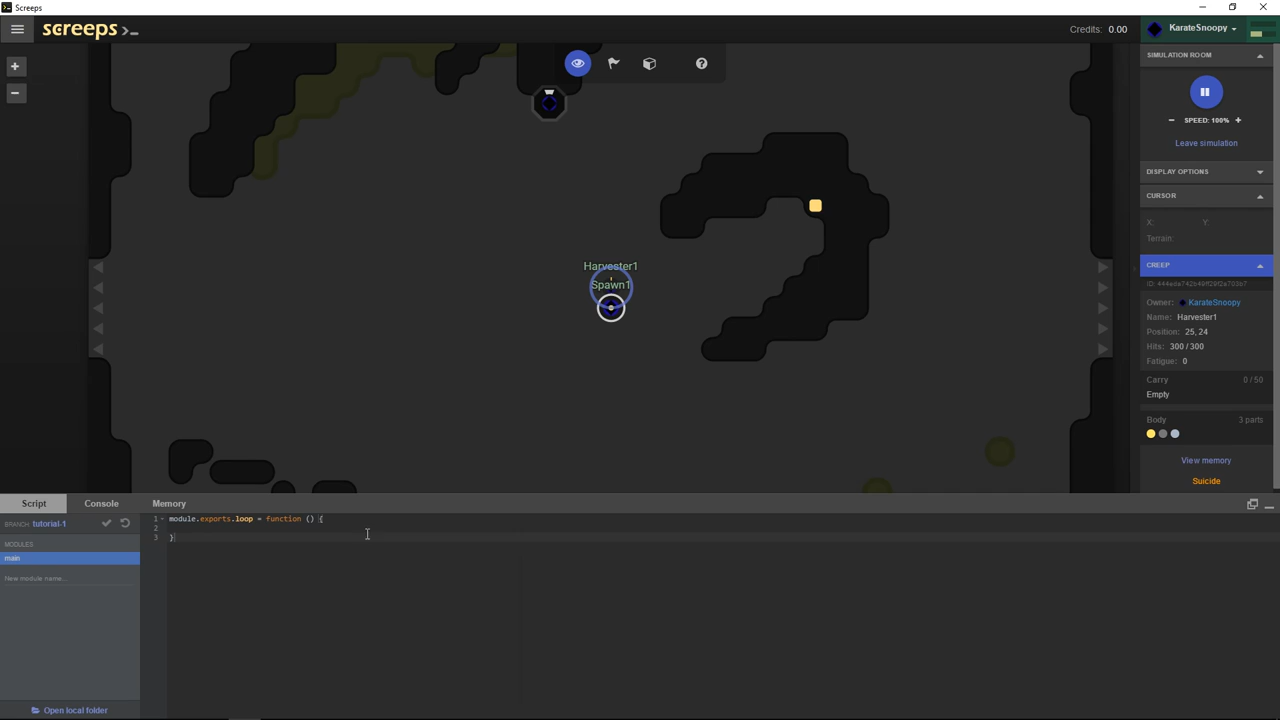 Screeps
screeps
Credits: 0.00
KarateSnoopy
SIMULATION ROOM
SPEED: 100%
Leave simulation
DISPLAY OPTIONS
CURSOR
X: Y:
Terrain:
CREEP
Owner: KarateSnoopy
Name: Harvester1
Position: 25, 24
Hits: 300 / 300
Fatigue: 0
Carry 0 / 50
Empty
Body 3 parts
View memory
Suicide
Harvester1
Spawn1
Script Console Memory
BRANCH: tutorial-1
MODULES
main
New module name...
Open local folder
1 module.exports.loop = function () {
2
3 }